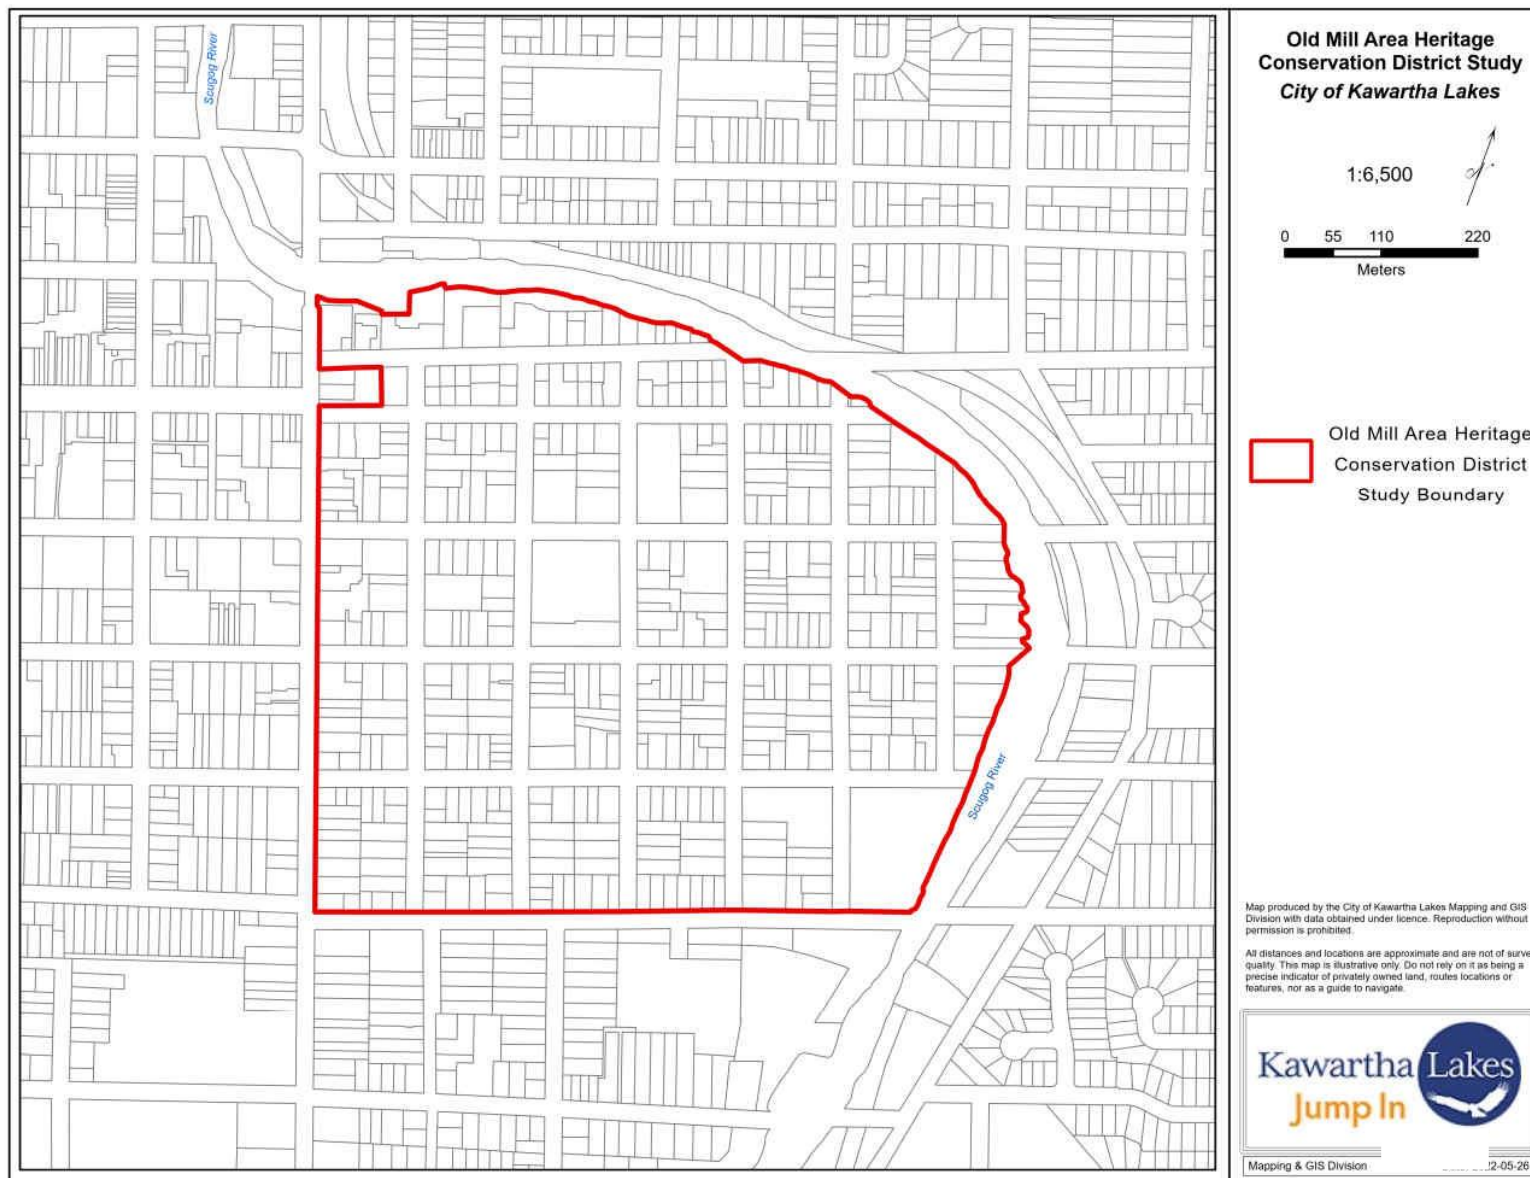 Old Mill Area Heritage
Conservation District Study
City of Kawartha Lakes
1:6,500
0 55 110 220
Meters
Old Mill Area Heritage
Conservation District
Study Boundary
Scugog River
Scugog River
Map produced by the City of Kawartha Lakes Mapping and GIS
Division with data obtained under licence. Reproduction without
permission is prohibited.
All distances and locations are approximate and are not of surve
quality. This map is illustrative only. Do not rely on it as being a
precise indicator of privately owned land, routes locations or
features, nor as a guide to navigate.
Kawartha Lakes
Jump In
Mapping & GIS Division 2-05-26